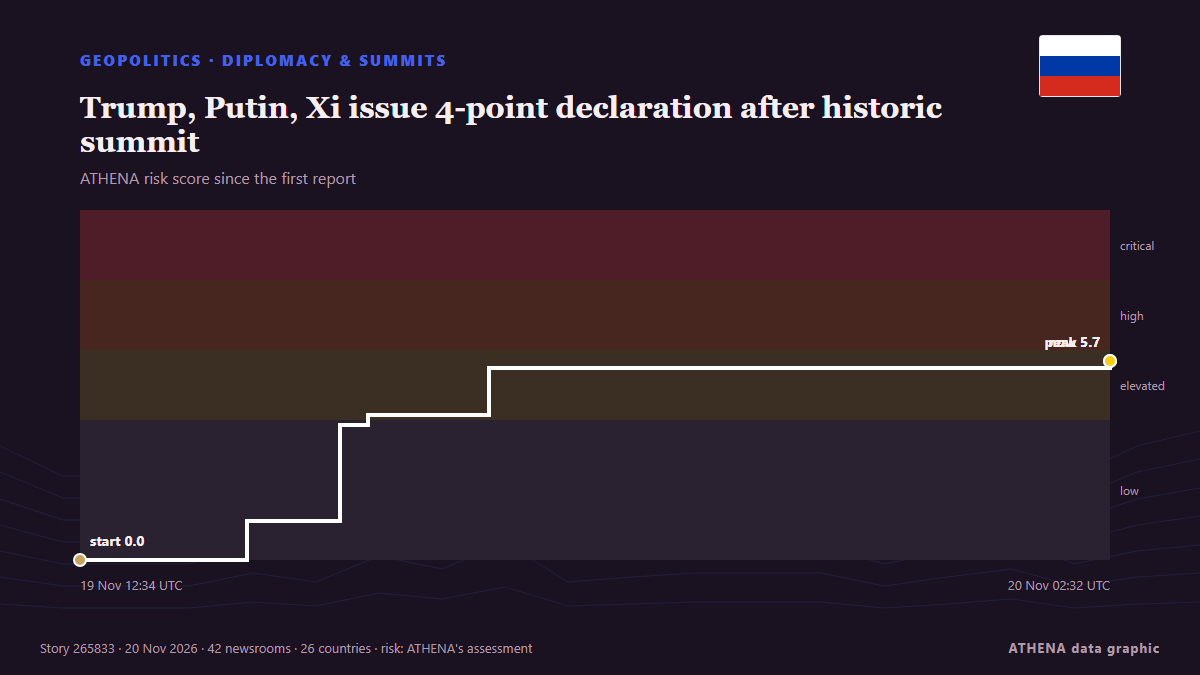 GEOPOLITICS · DIPLOMACY & SUMMITS
Trump, Putin, Xi issue 4-point declaration after historic
summit
ATHENA risk score since the first report
critical
high
peak 5.7
elevated
low
start 0.0
19 Nov 12:34 UTC
20 Nov 02:32 UTC
Story 265833 · 20 Nov 2026 · 42 newsrooms · 26 countries · risk: ATHENA's assessment
ATHENA data graphic